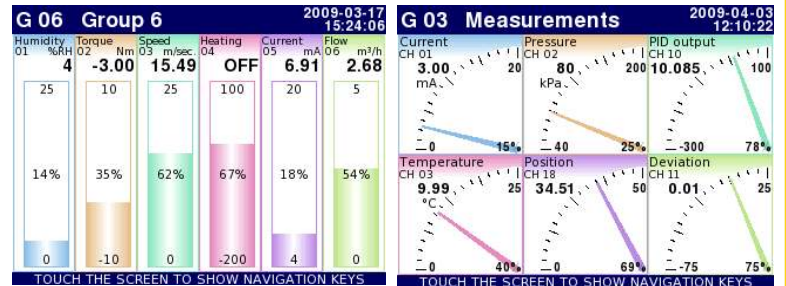 G 06 Group 6 2009-03-17 15:24:06
Humidity Torque Speed Heating Current Flow
01 %RH 02 Nm 03 m/sec. 04 05 mA 06 m³/h
4 -3.00 15.49 OFF 6.91 2.68
25 10 25 100 20 5
14% 35% 62% 67% 18% 54%
0 -10 0 -200 4 0
TOUCH THE SCREEN TO SHOW NAVIGATION KEYS
G 03 Measurements 2009-04-03 12:10:22
Current Pressure PID output
CH 01 CH 02 CH 10
3.00 20 80 200 10.085 100
mA kPa
0 15% 40 25% -300 78%
Temperature Position Deviation
CH 03 CH 18 CH 11
9.99 25 34.51 50 0.01 25
°C
0 40% 0 69% -75 75%
TOUCH THE SCREEN TO SHOW NAVIGATION KEYS